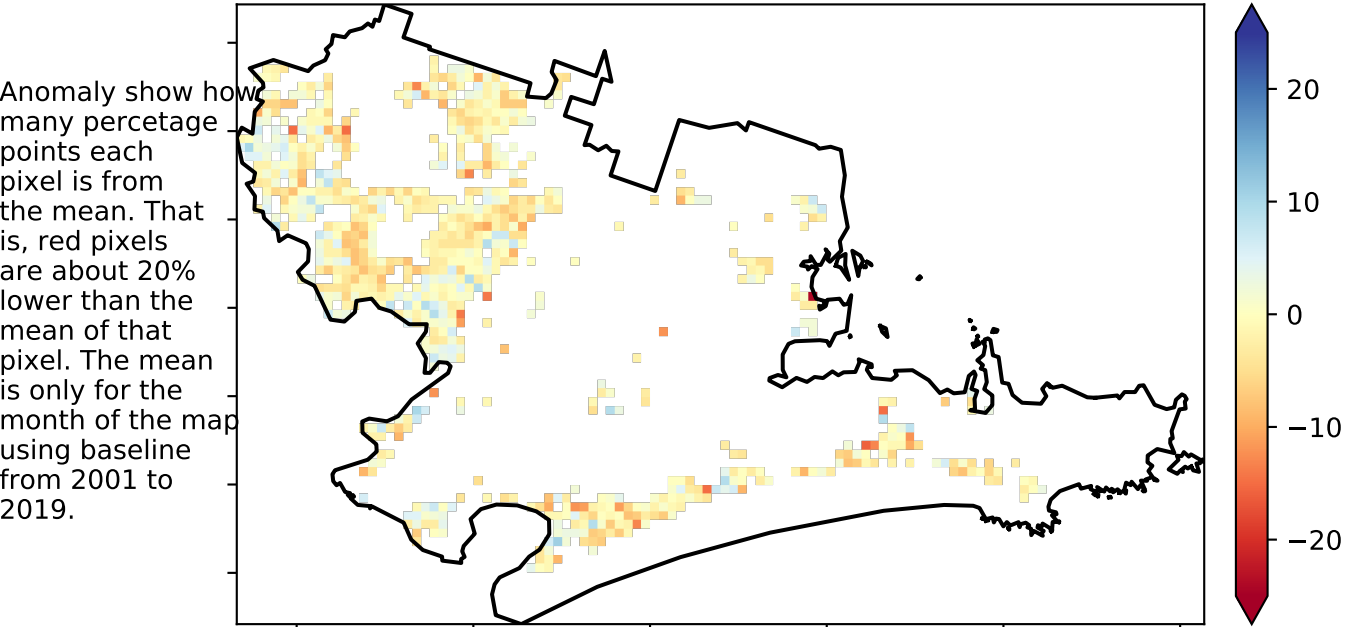 Anomaly show how
many percetage
points each
pixel is from
the mean. That
is, red pixels
are about 20%
lower than the
mean of that
pixel. The mean
is only for the
month of the map
using baseline
from 2001 to
2019.
20
10
0
−10
−20